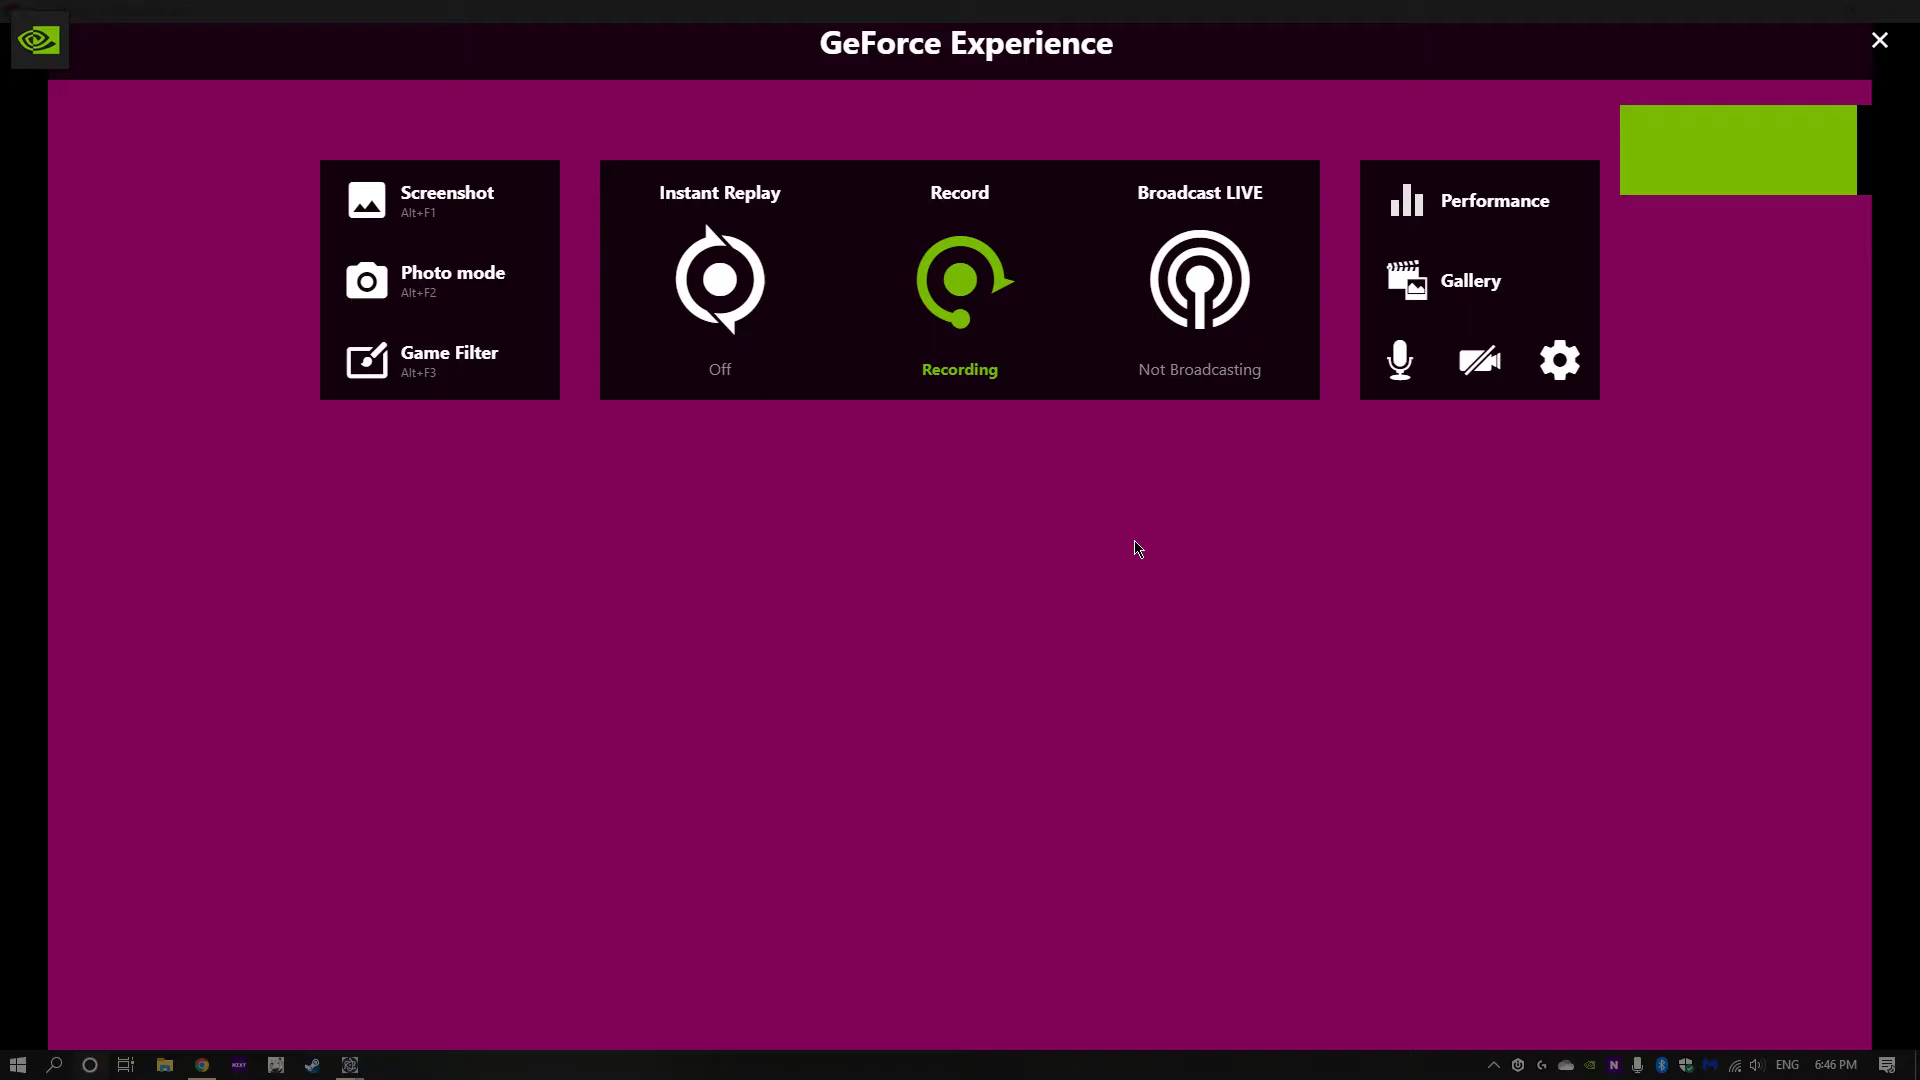 GeForce Experience
Screenshot
Alt+F1
Photo mode
Alt+F2
Game Filter
Alt+F3
Instant Replay
Off
Record
Recording
Broadcast LIVE
Not Broadcasting
Performance
Gallery
NZXT
N
ENG
6:46 PM